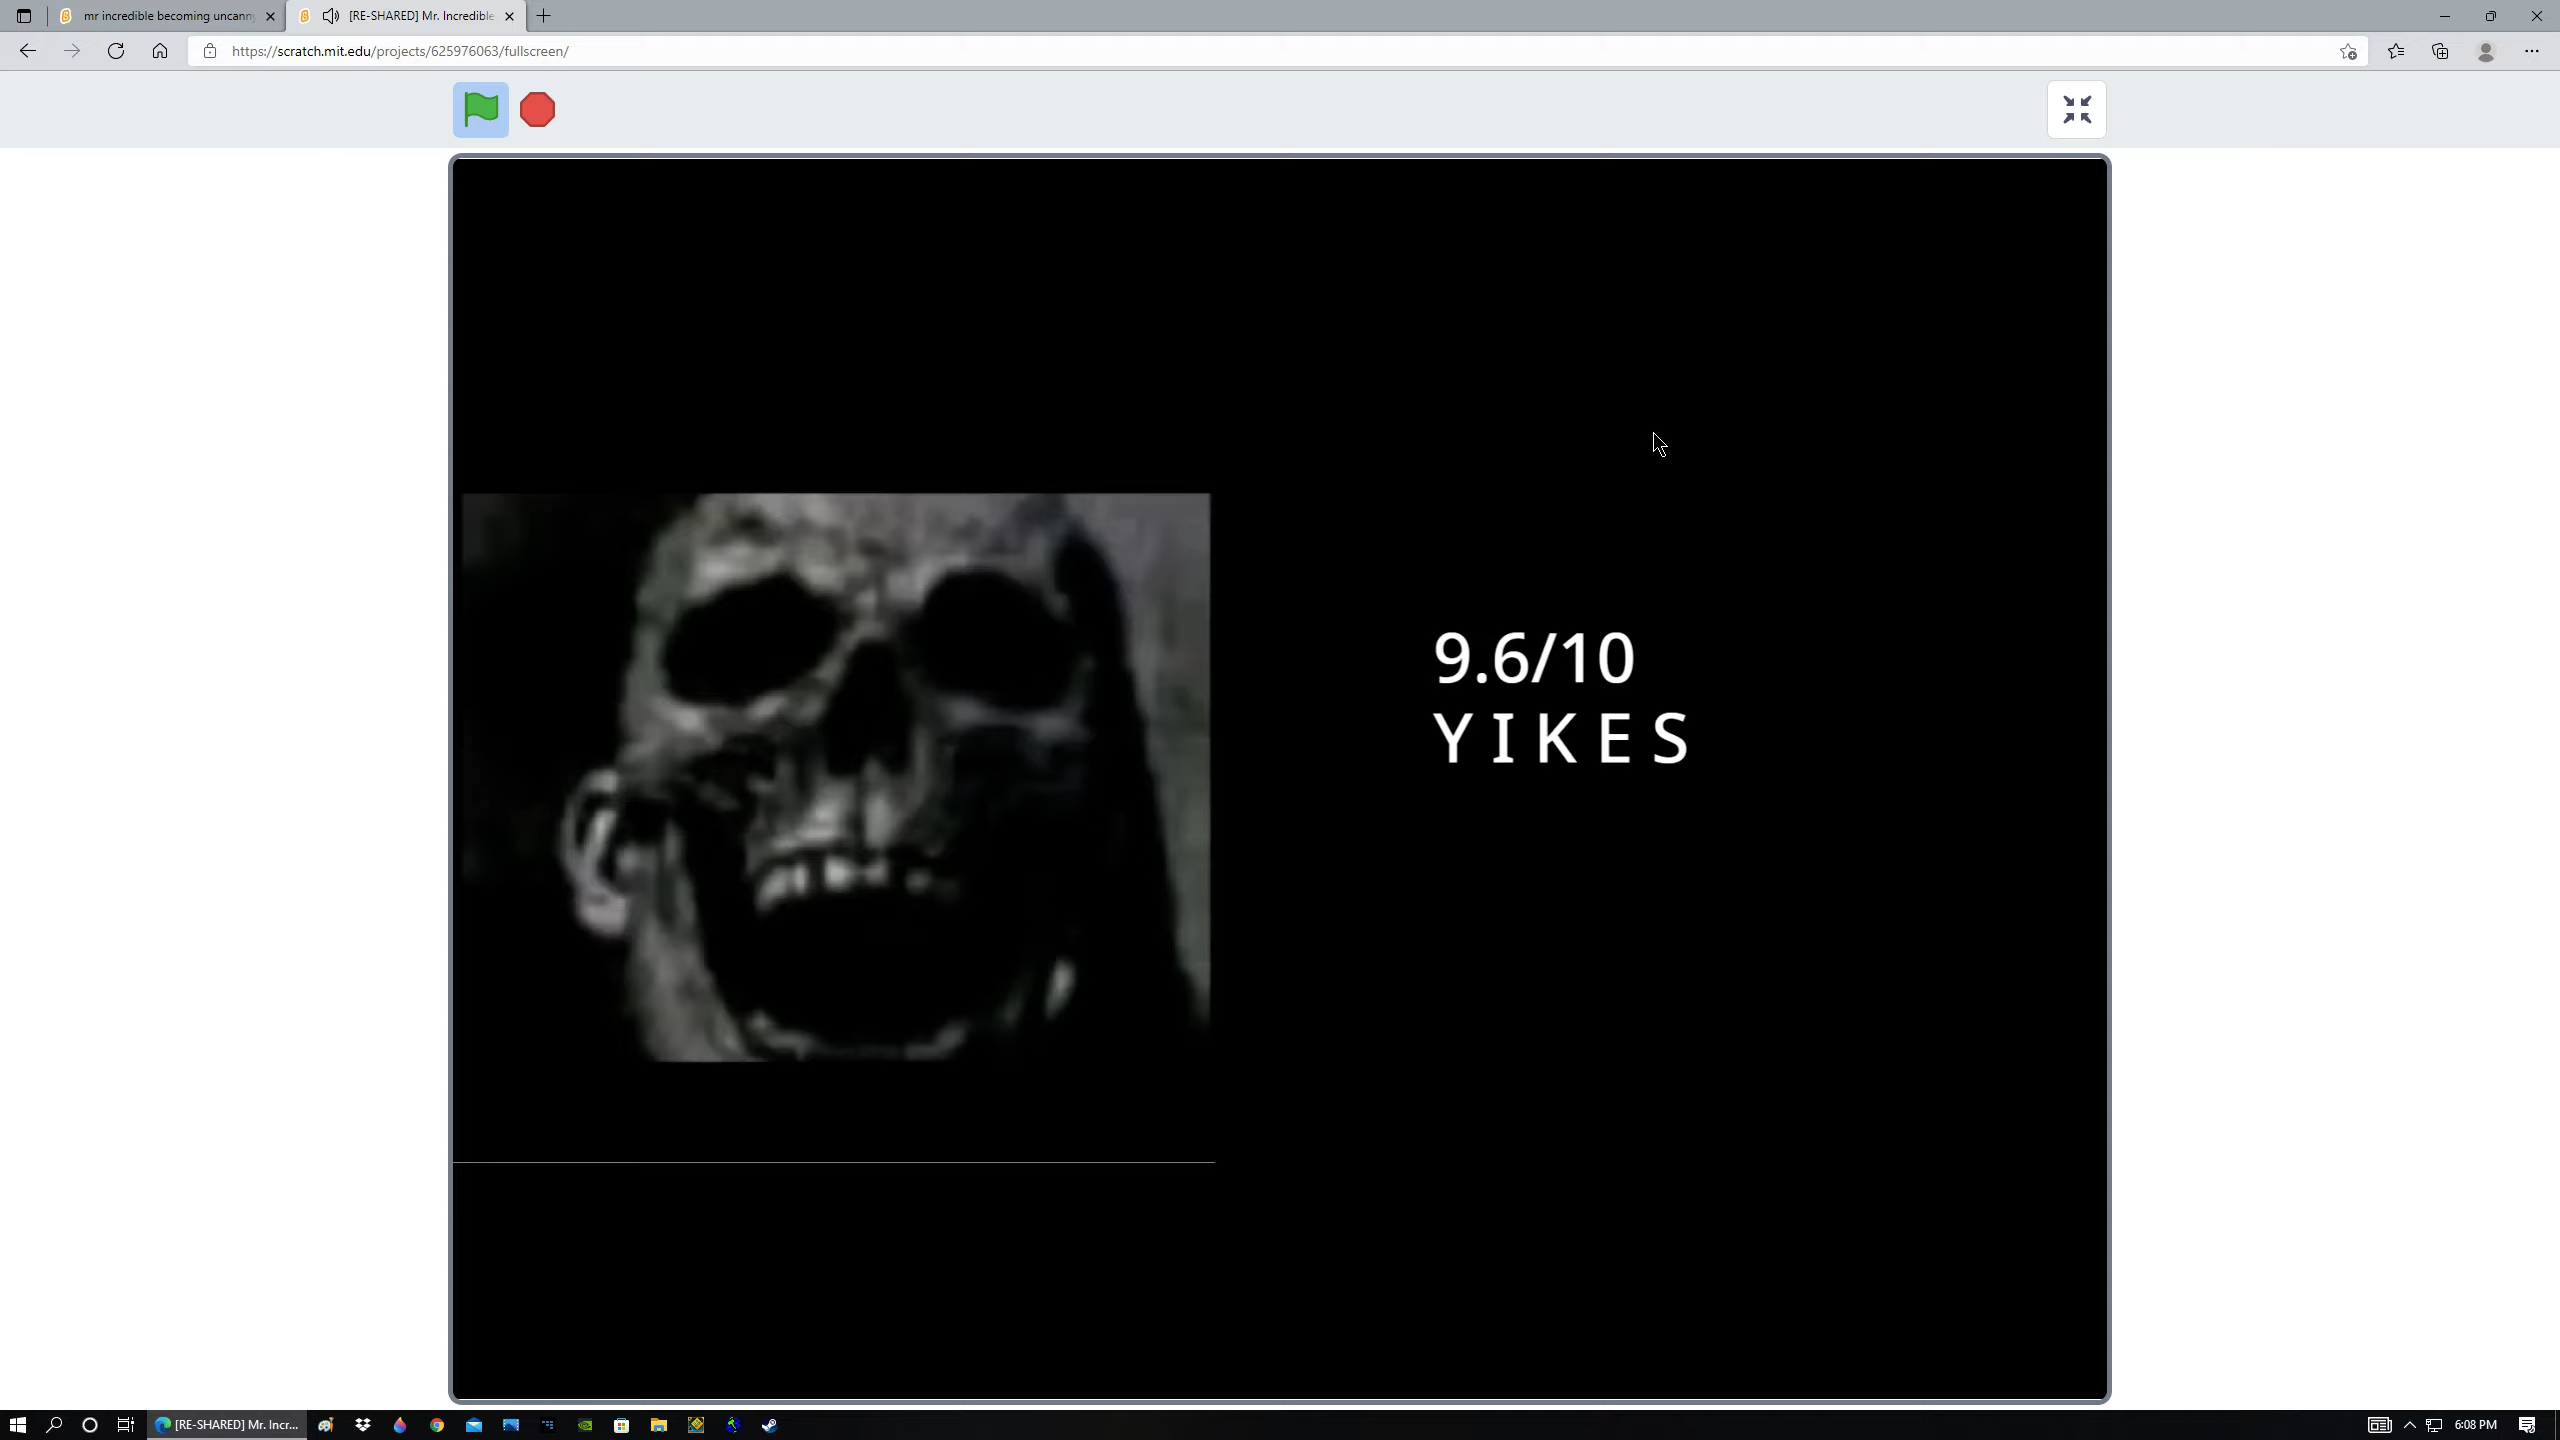 mr incredible becoming uncanny
[RE-SHARED] Mr. Incredible
https://scratch.mit.edu/projects/625976063/fullscreen/
9.6/10
Y I K E S
[RE-SHARED] Mr. Incr...
6:08 PM